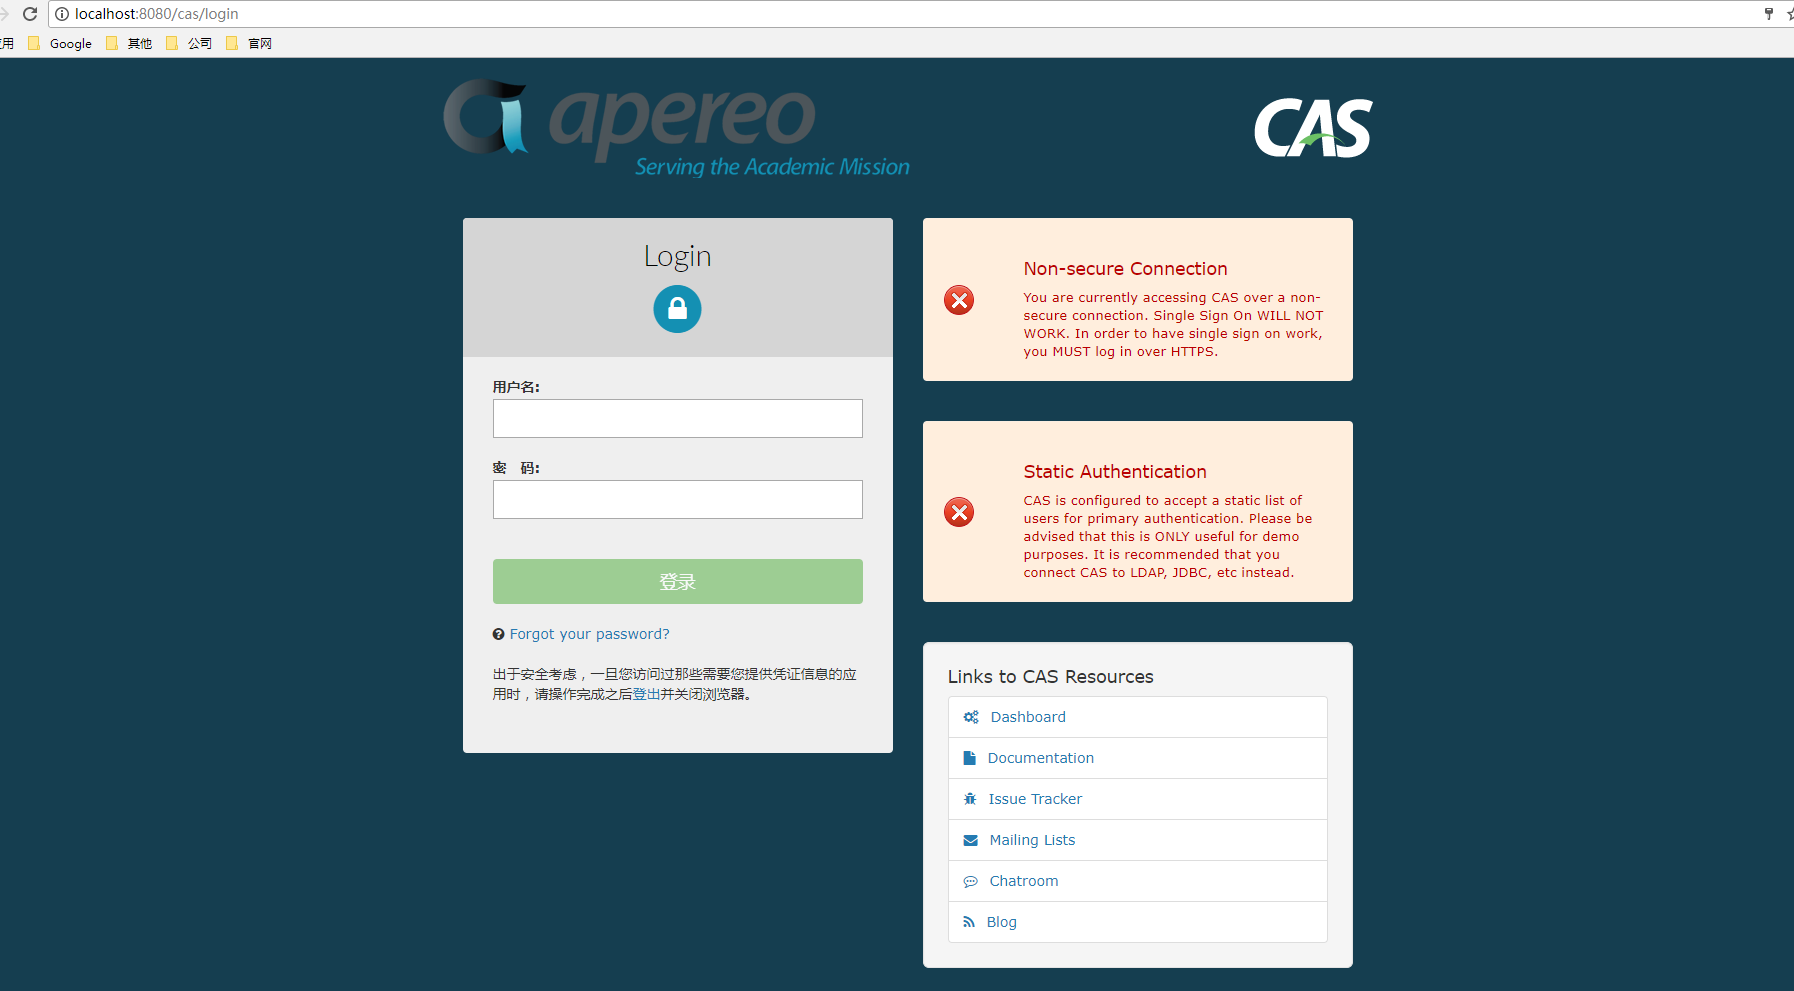 localhost:8080/cas/login
用 Google 其他 公司 官网
apereo
Serving the Academic Mission
CAS
Login
用户名:
密 码:
登录
Forgot your password?
出于安全考虑，一旦您访问过那些需要您提供凭证信息的应
用时，请操作完成之后登出并关闭浏览器。
Non-secure Connection
You are currently accessing CAS over a non-
secure connection. Single Sign On WILL NOT
WORK. In order to have single sign on work,
you MUST log in over HTTPS.
Static Authentication
CAS is configured to accept a static list of
users for primary authentication. Please be
advised that this is ONLY useful for demo
purposes. It is recommended that you
connect CAS to LDAP, JDBC, etc instead.
Links to CAS Resources
Dashboard
Documentation
Issue Tracker
Mailing Lists
Chatroom
Blog